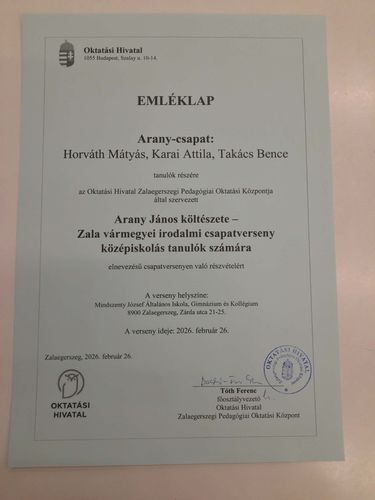 Oktatási Hivatal
1055 Budapest, Szalay u. 10-14.
EMLÉKLAP
Arany-csapat:
Horváth Mátyás, Karai Attila, Takács Bence
tanulók részére
az Oktatási Hivatal Zalaegerszegi Pedagógiai Oktatási Központja
által szervezett
Arany János költészete –
Zala vármegyei irodalmi csapatverseny
középiskolás tanulók számára
elnevezésű csapatversenyen való részvételért
A verseny helyszíne:
Mindszenty József Általános Iskola, Gimnázium és Kollégium
8900 Zalaegerszeg, Zárda utca 21-25.
A verseny ideje: 2026. február 26.
Zalaegerszeg, 2026. február 26.
OKTATÁSI
HIVATAL
Tóth Ferenc
főosztályvezető
Oktatási Hivatal
Zalaegerszegi Pedagógiai Oktatási Központ
OKTATÁSI HIVATAL